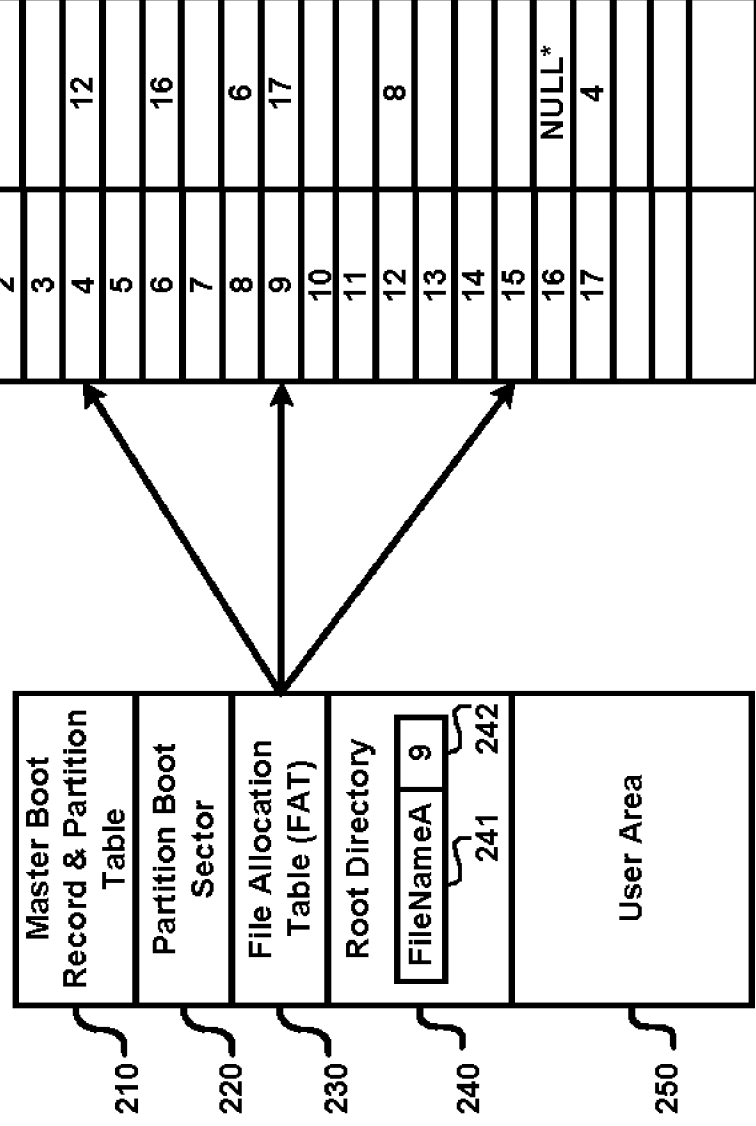 210
Master Boot
Record & Partition
Table
220
Partition Boot
Sector
230
File Allocation
Table (FAT)
240
Root Directory
FileNameA 9
241 242
250
User Area
3
4 12
5
6 16
7
8 6
9 17
10
11
12 8
13
14
15
16 NULL*
17 4